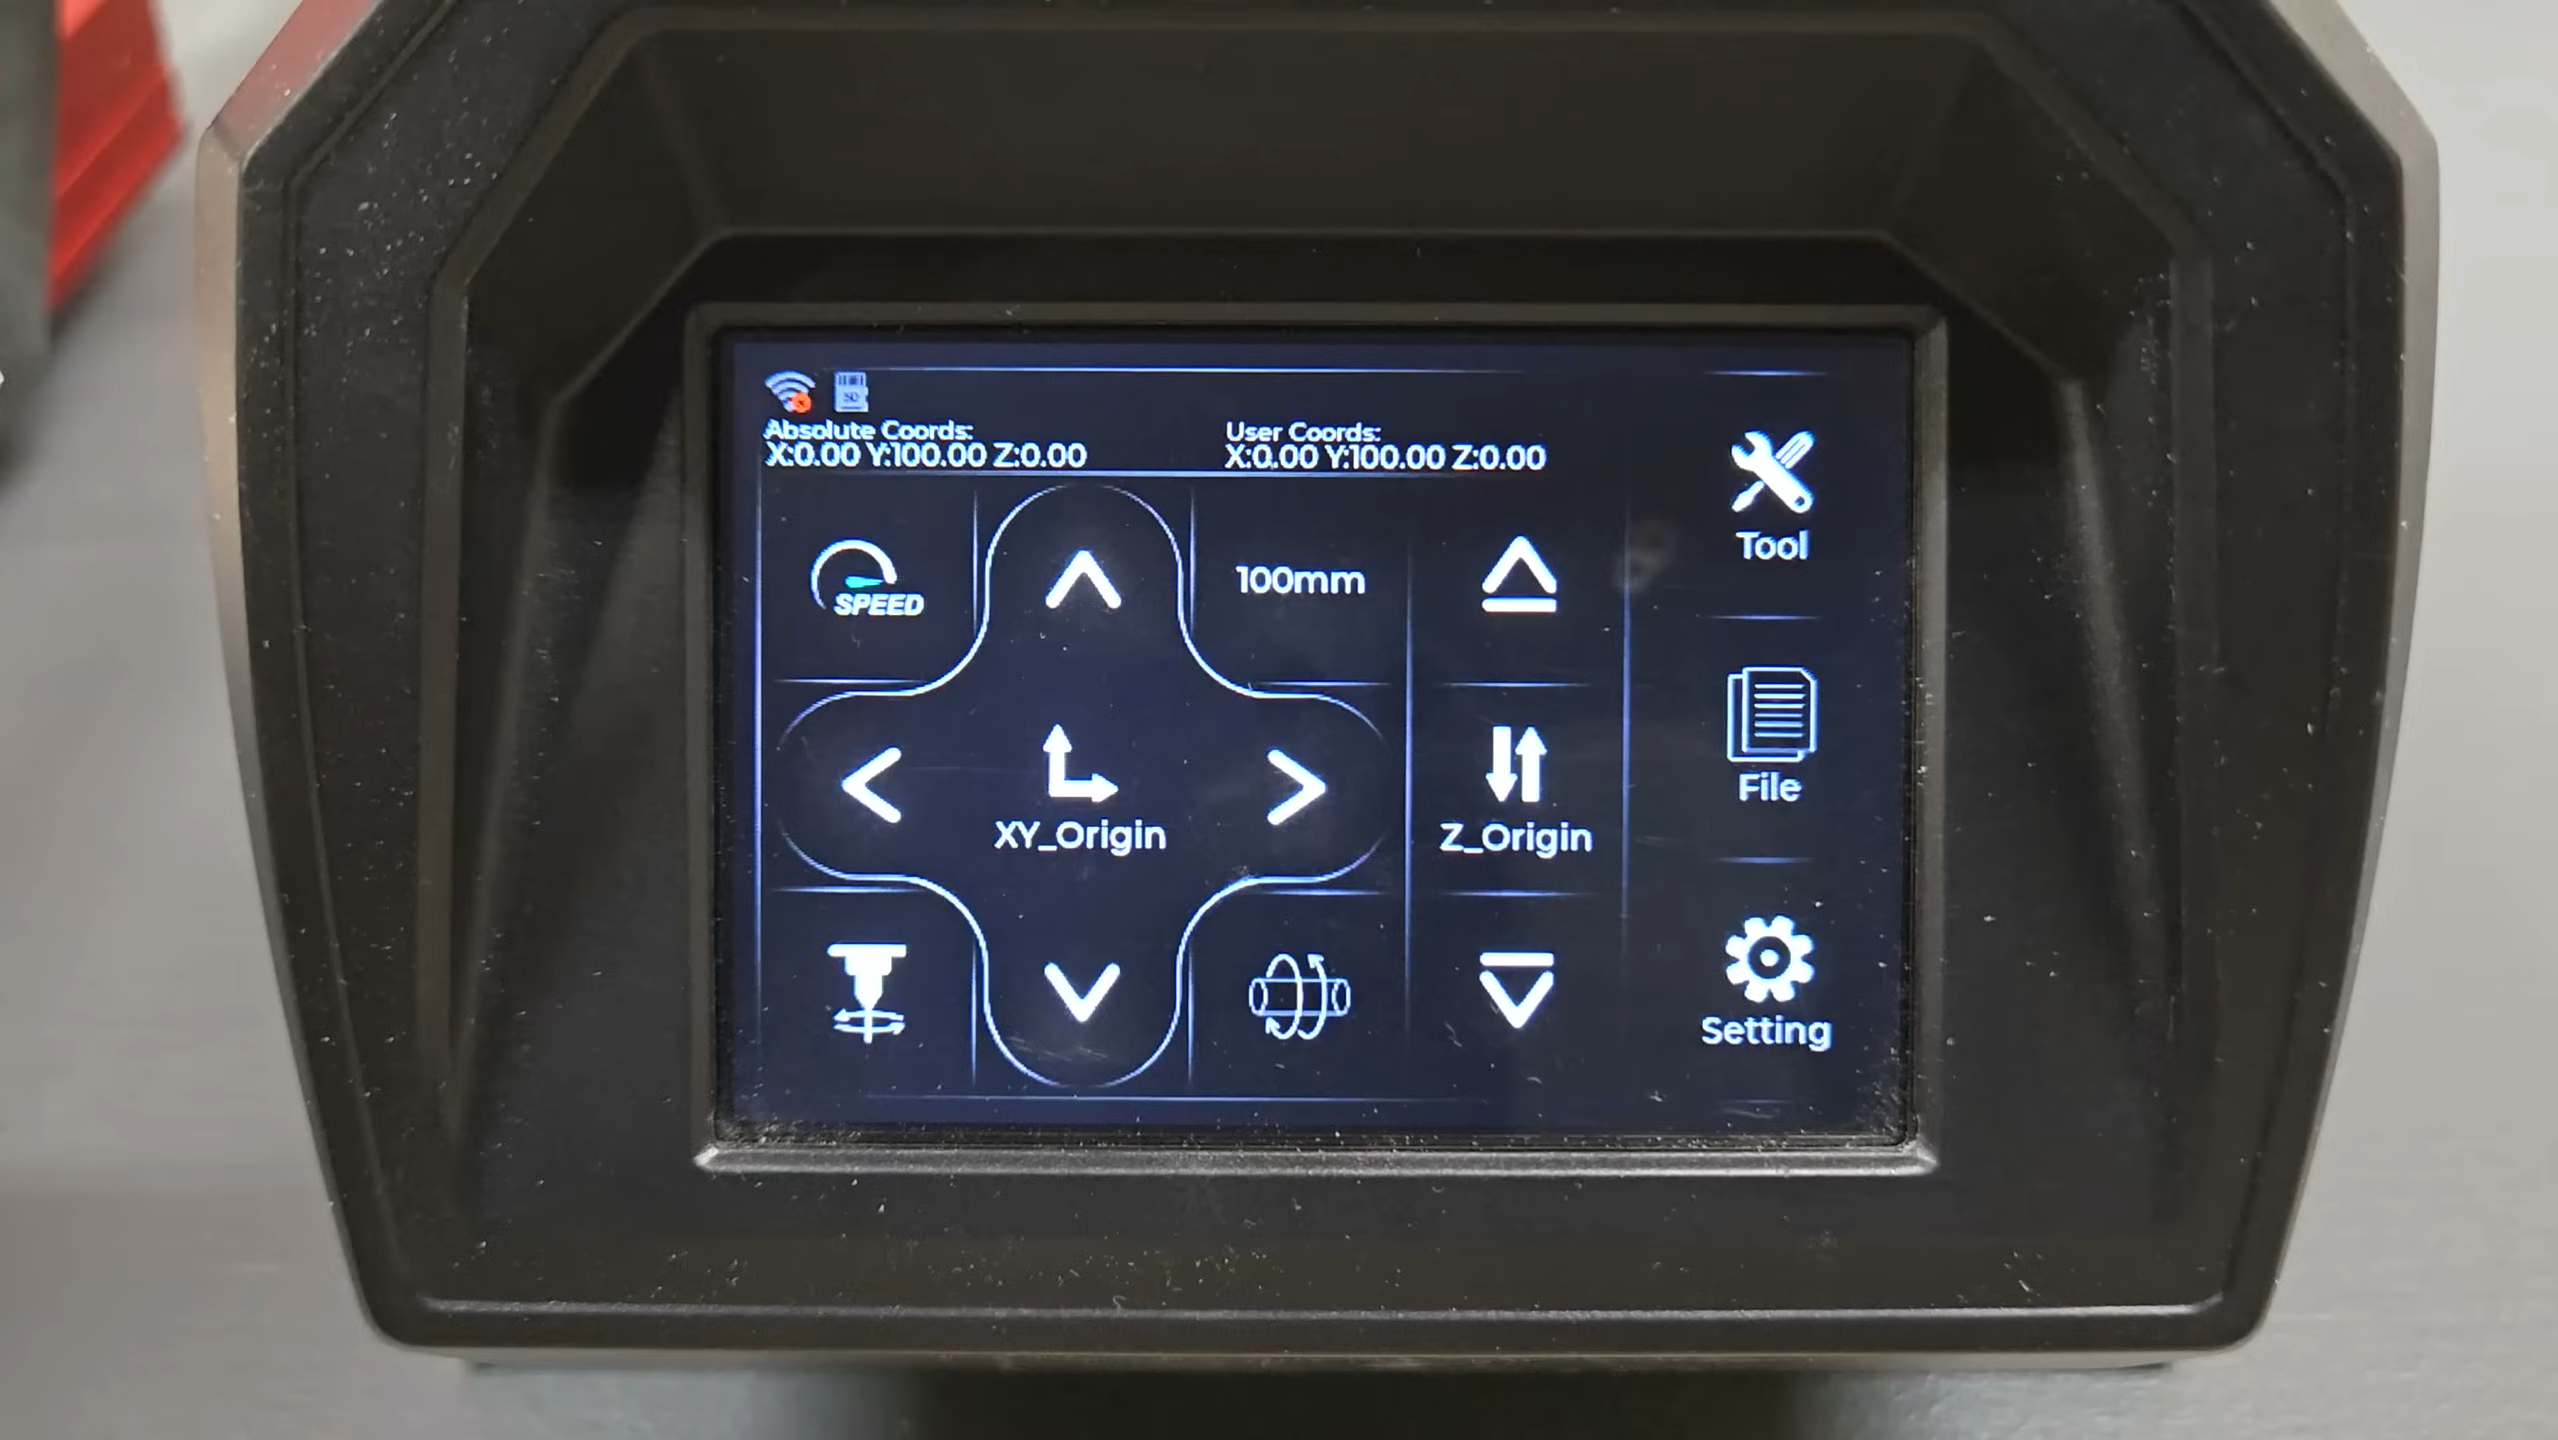 SD
Absolute Coords:
X:0.00 Y:100.00 Z:0.00
User Coords:
X:0.00 Y:100.00 Z:0.00
SPEED
100mm
Tool
XY_Origin
Z_Origin
File
Setting